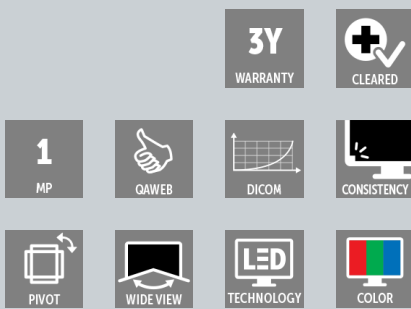 3Y
WARRANTY
CLEARED
1
MP
QAWEB
DICOM
CONSISTENCY
PIVOT
WIDE VIEW
LED
TECHNOLOGY
COLOR